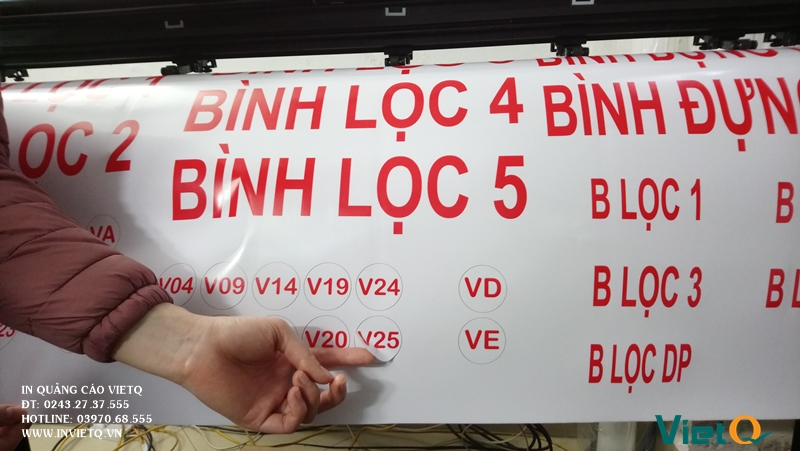 BÌNH LỌC 4
BÌNH ĐỰNG
LỌC 2
BÌNH LỌC 5
B LỌC 1
B
VA
V04 V09 V14 V19 V24 VD
B LỌC 3
V20 V25 VE
B LỌC DP
IN QUẢNG CÁO VIETQ
ĐT: 0243.27.37.555
HOTLINE: 03970.68.555
WWW.INVIETQ.VN
VietQ